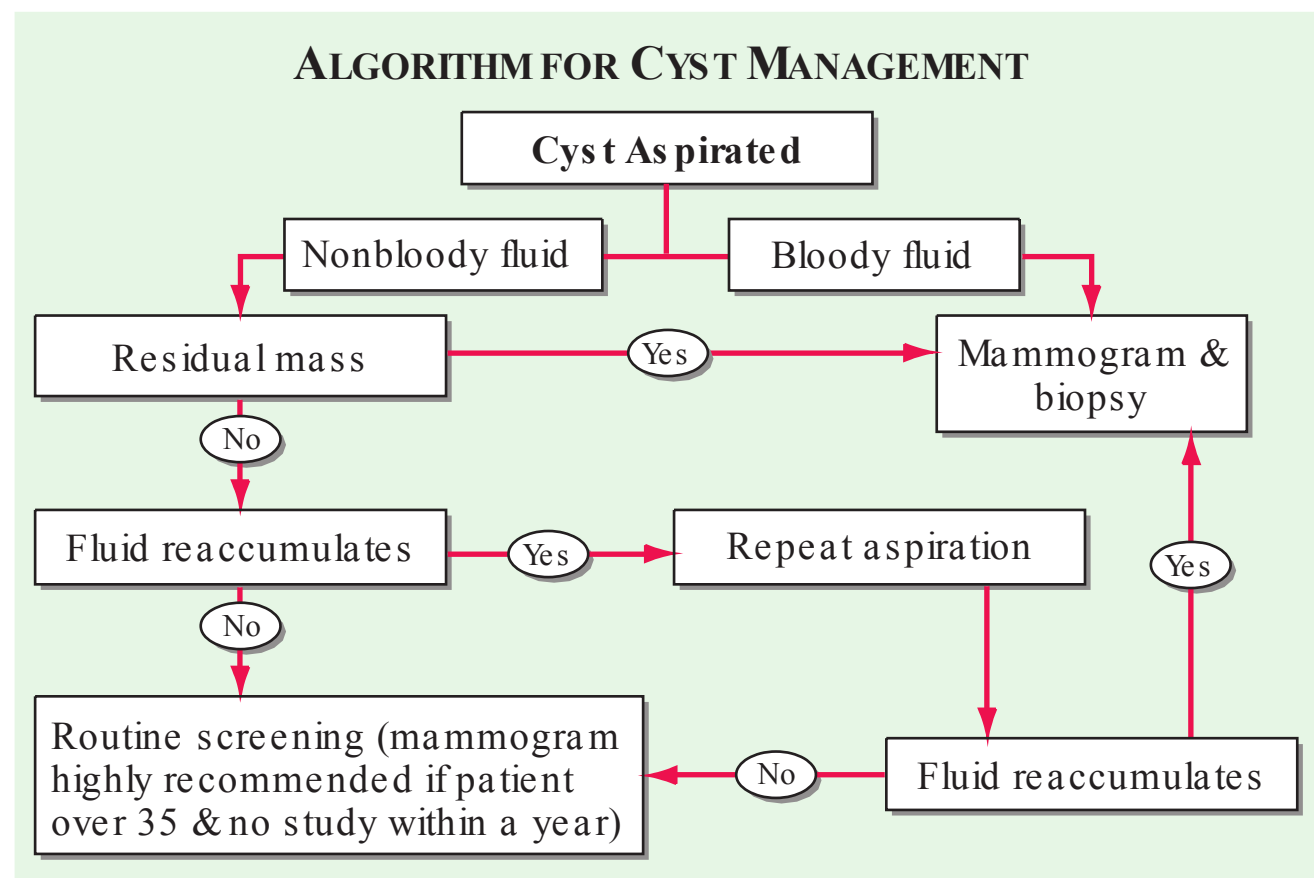 ALGORITHM FOR CYST MANAGEMENT
Cyst Aspirated
Nonbloody fluid
Bloody fluid
Residual mass
Yes
Mammogram &
biopsy
No
Fluid reaccumulates
Yes
Repeat aspiration
Yes
No
Routine screening (mammogram
highly recommended if patient
over 35 & no study within a year)
No
Fluid reaccumulates